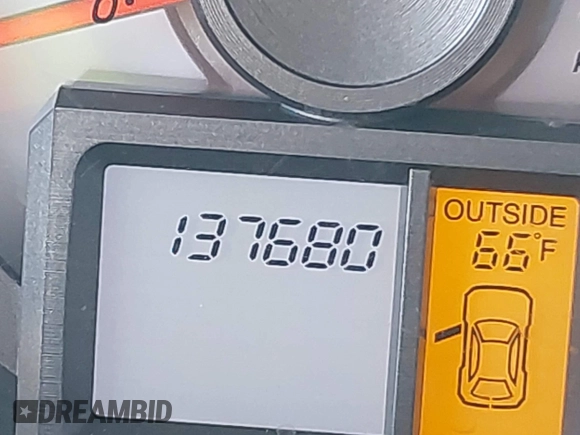 137680
OUTSIDE
66°F
DREAMBID